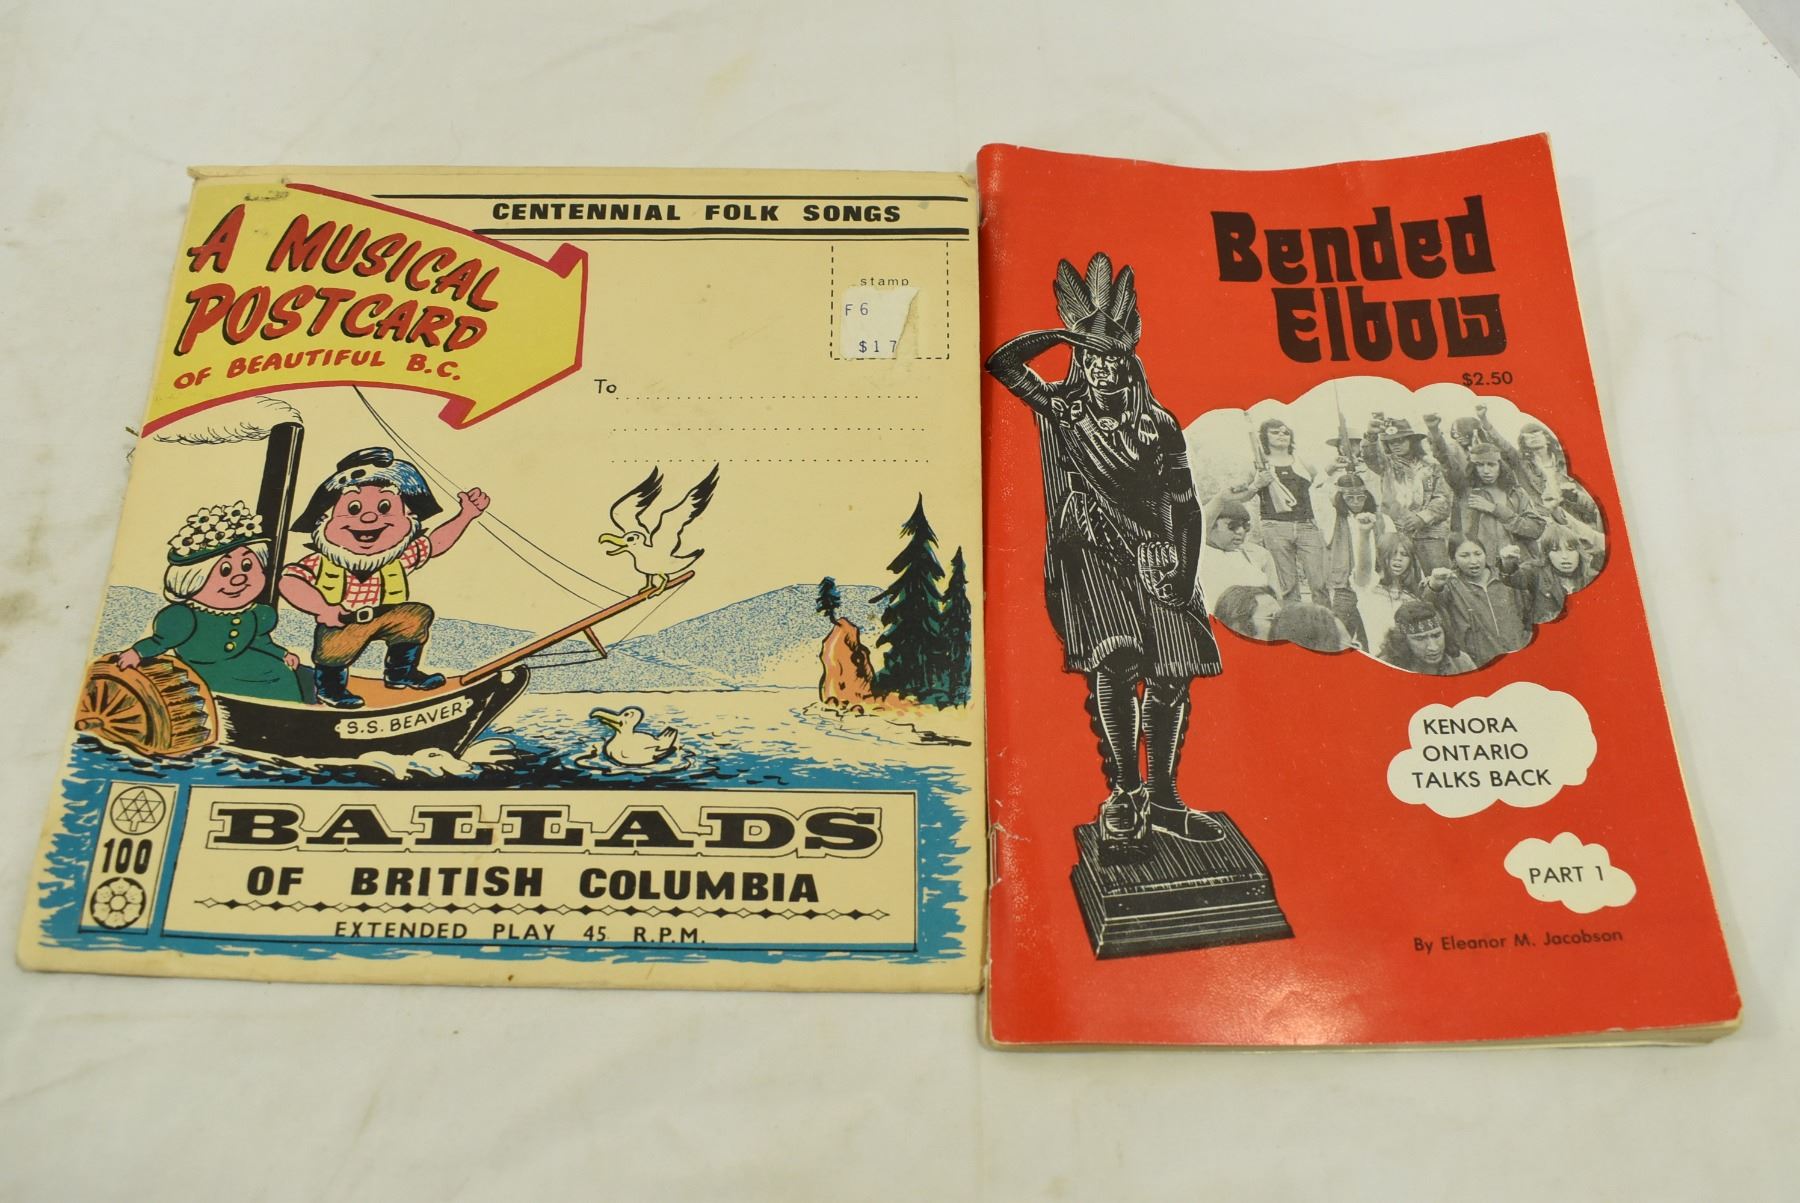 CENTENNIAL FOLK SONGS
A MUSICAL
POSTCARD
OF BEAUTIFUL B.C.
stamp
F6
$17
To
S.S. BEAVER
100
BALLADS
OF BRITISH COLUMBIA
EXTENDED PLAY 45 R.P.M.
Bended
Elbow
$2.50
KENORA
ONTARIO
TALKS BACK
PART 1
By Eleanor M. Jacobson